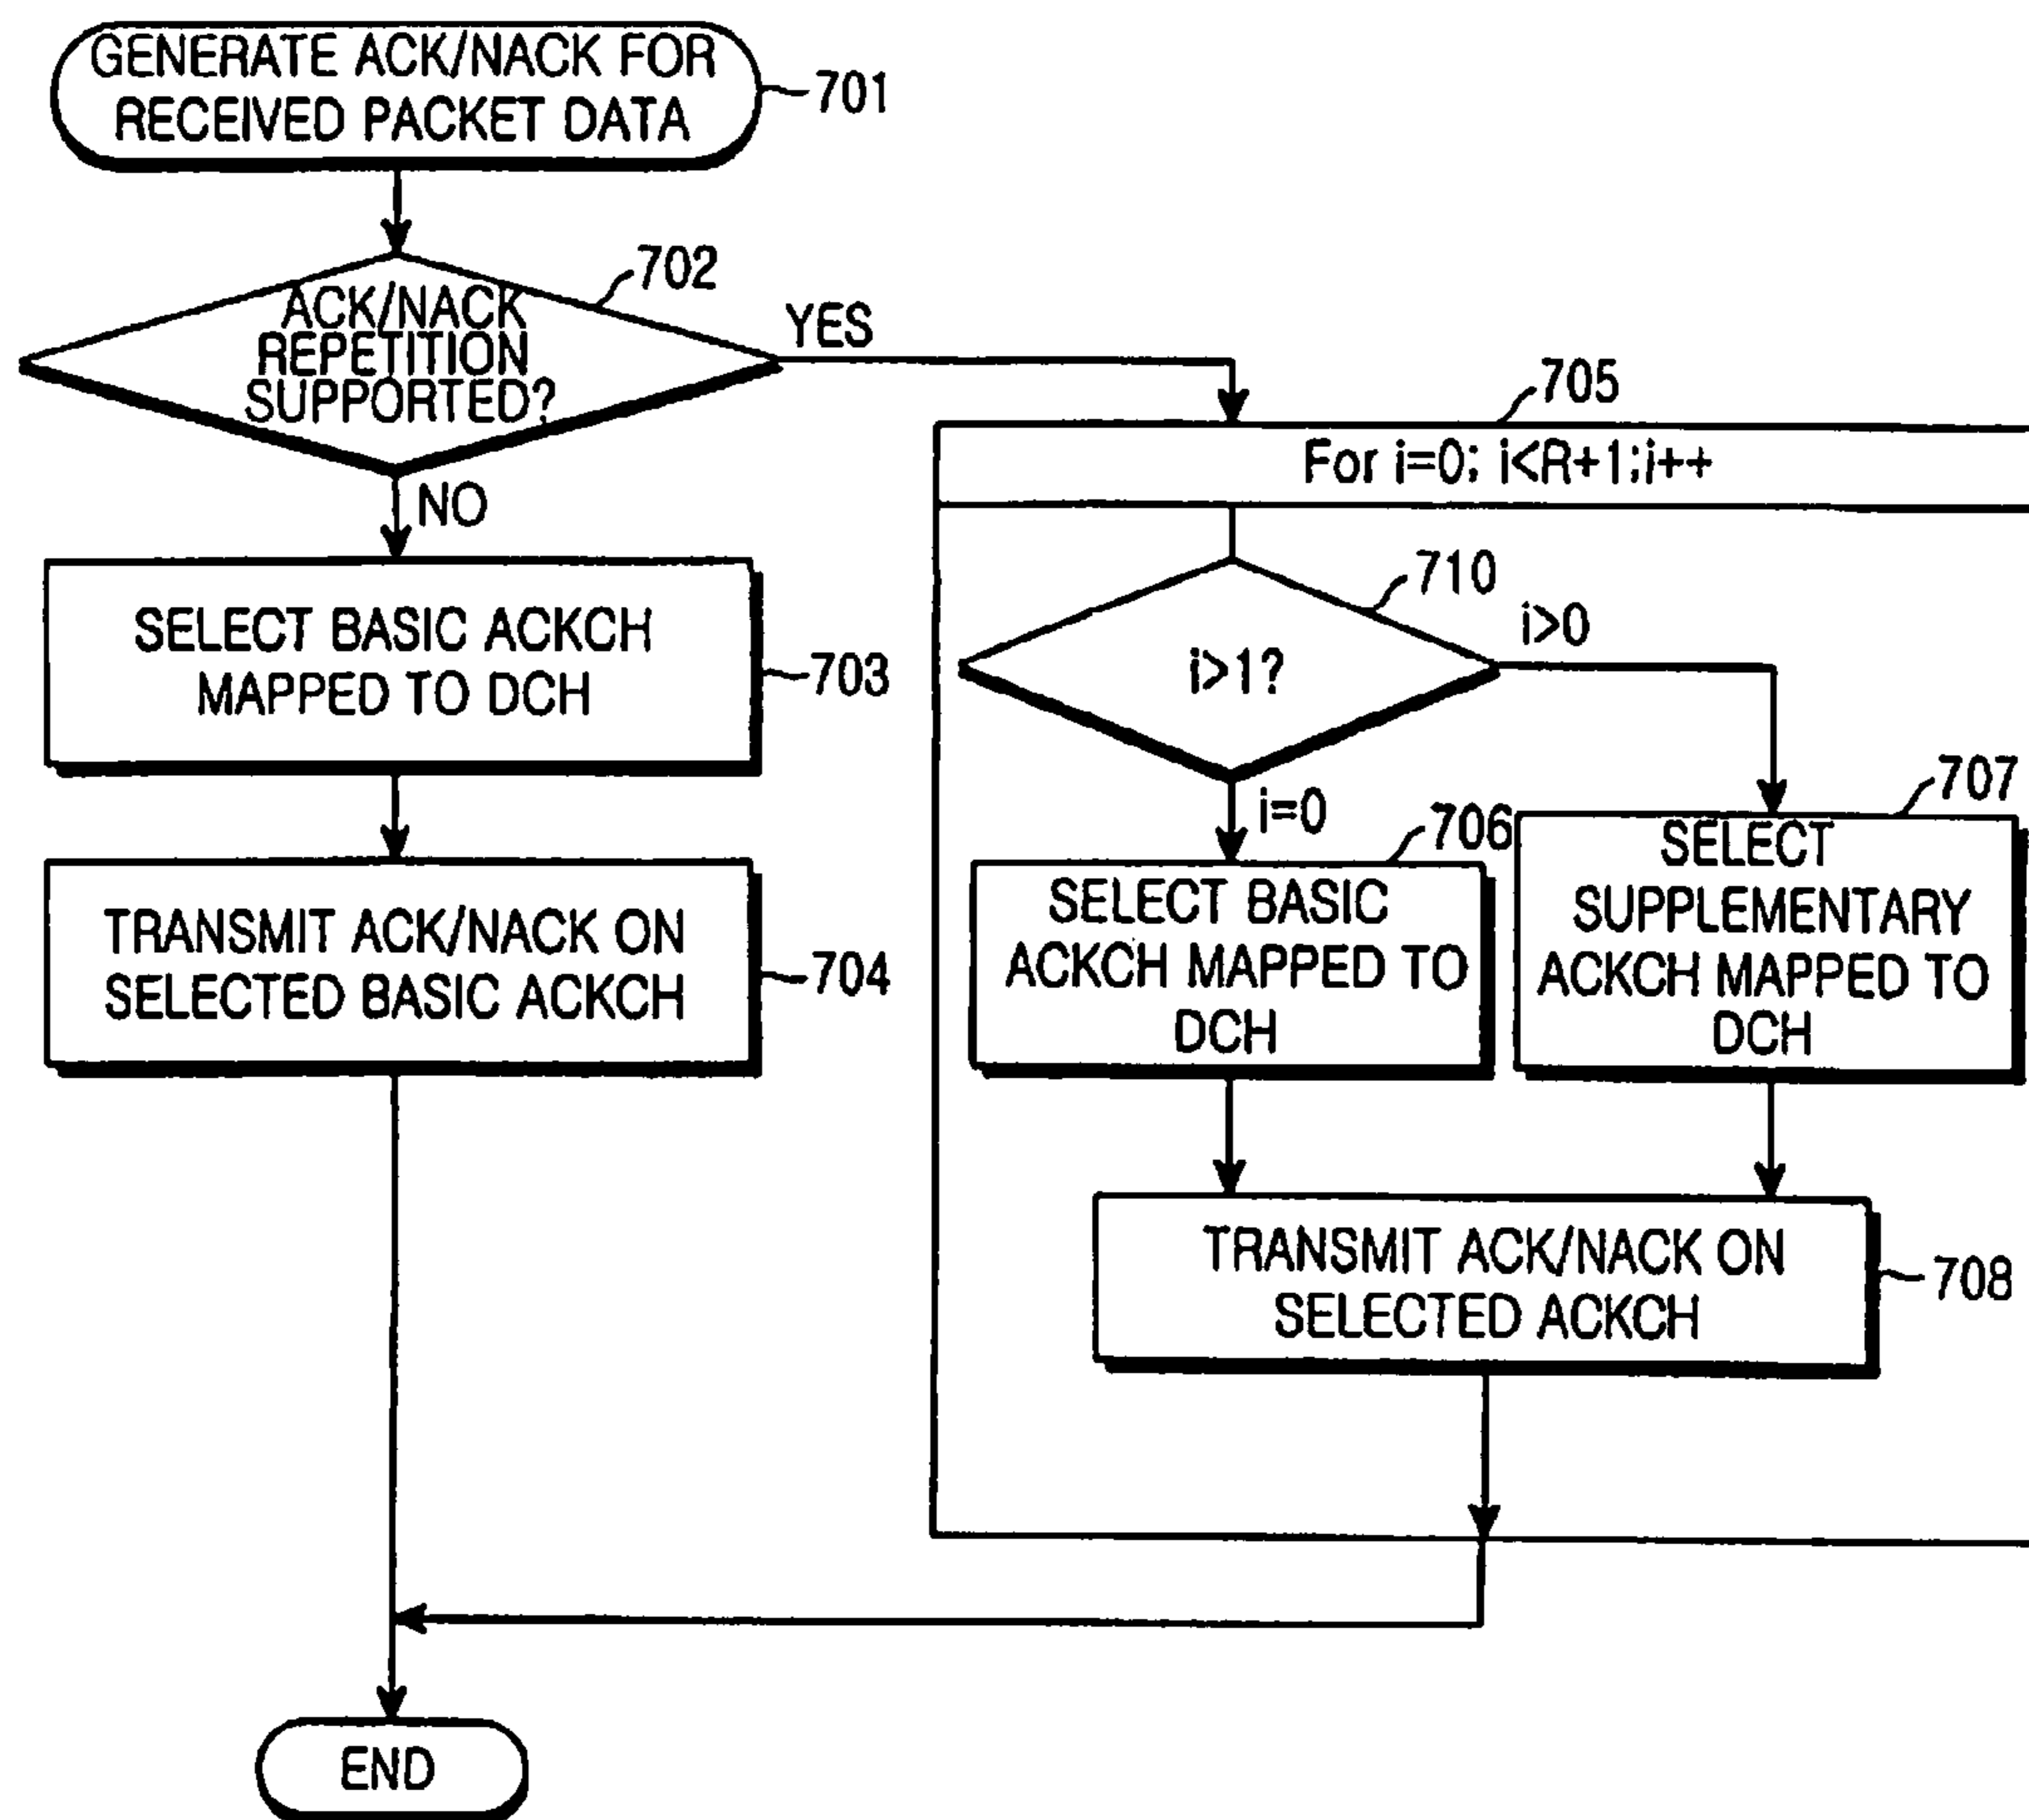 GENERATE ACK/NACK FOR
RECEIVED PACKET DATA
701
702
ACK/NACK
REPETITION
SUPPORTED?
YES
NO
705
For i=0; i<R+1;i++
SELECT BASIC ACKCH
MAPPED TO DCH
703
710
i>1?
i>0
i=0
TRANSMIT ACK/NACK ON
SELECTED BASIC ACKCH
704
706
SELECT BASIC
ACKCH MAPPED TO
DCH
707
SELECT
SUPPLEMENTARY
ACKCH MAPPED TO
DCH
TRANSMIT ACK/NACK ON
SELECTED ACKCH
708
END